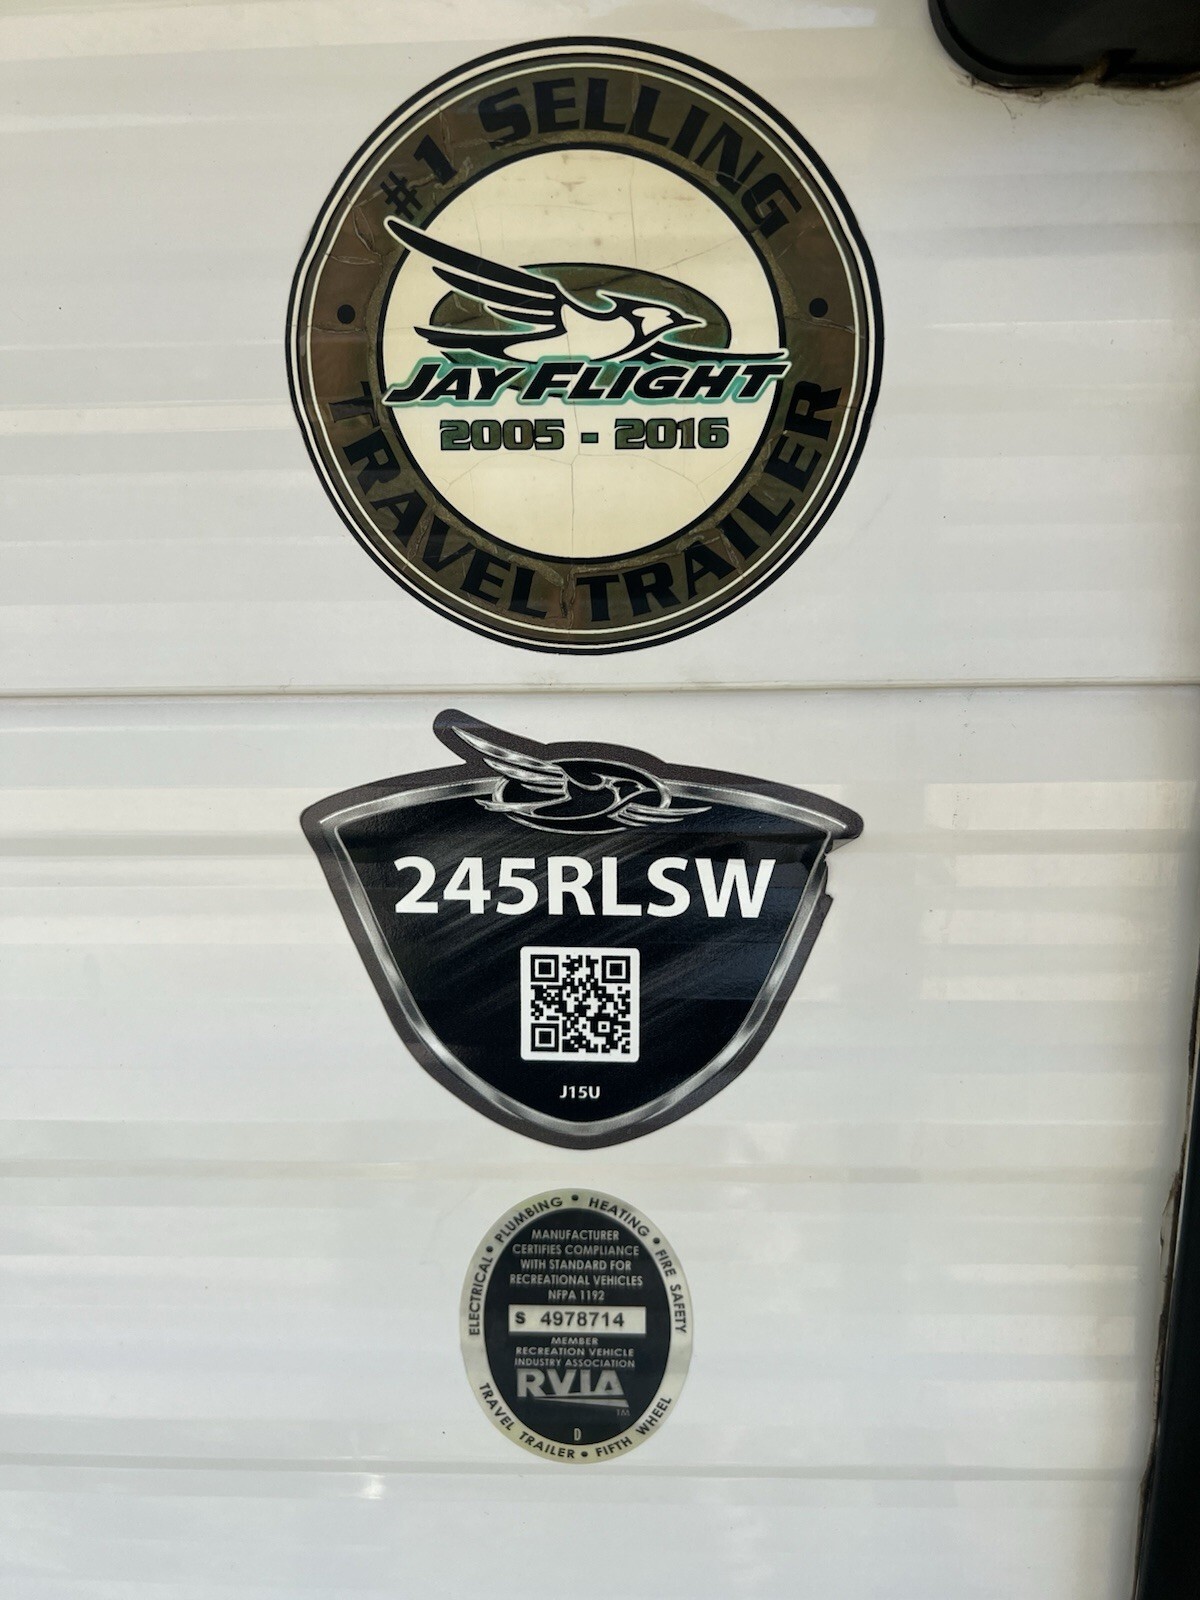 #1 SELLING
JAY FLIGHT
2005 - 2016
TRAVEL TRAILER
245RLSW
J15U
ELECTRICAL • PLUMBING • HEATING • FIRE SAFETY
MANUFACTURER
CERTIFIES COMPLIANCE
WITH STANDARD FOR
RECREATIONAL VEHICLES
NFPA 1192
S 4978714
MEMBER
RECREATION VEHICLE
INDUSTRY ASSOCIATION
RVIA
TM
D
TRAVEL TRAILER • FIFTH WHEEL